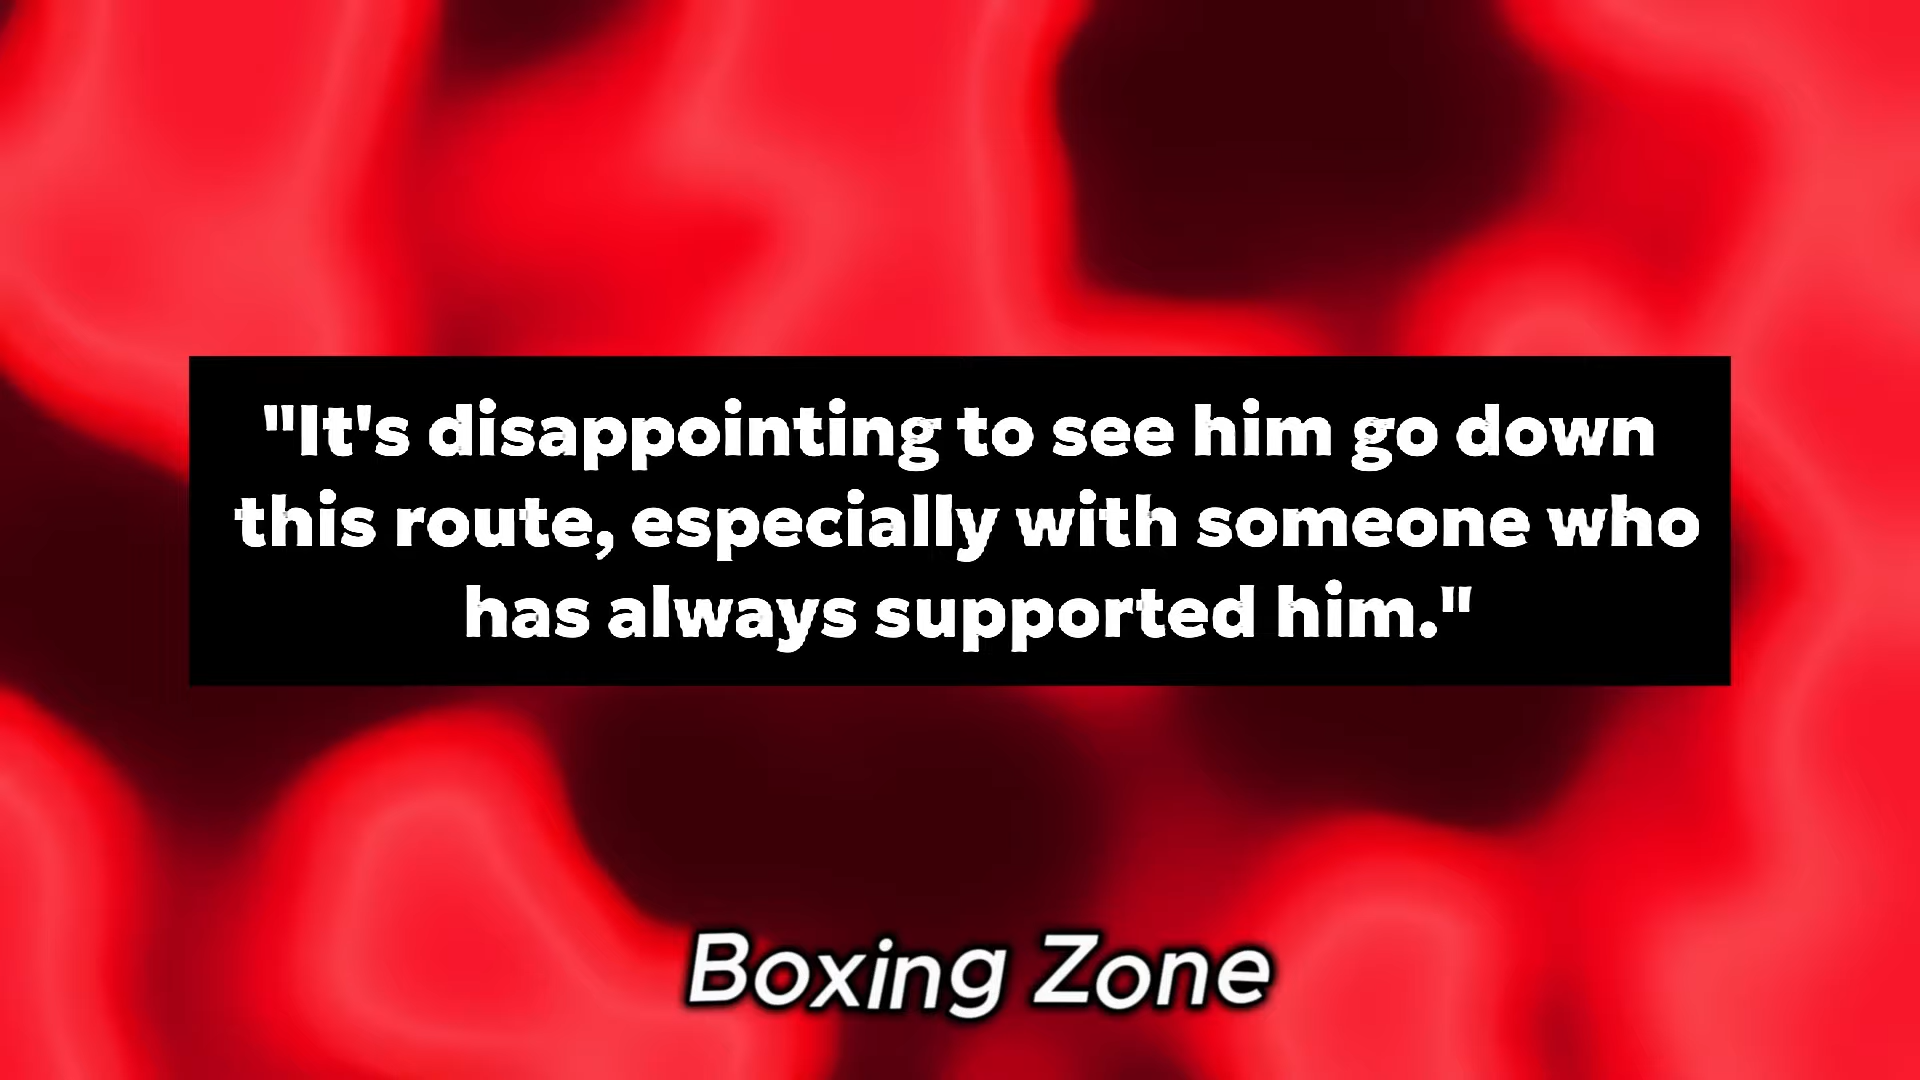 "It's disappointing to see him go down
this route, especially with someone who
has always supported him."
Boxing Zone